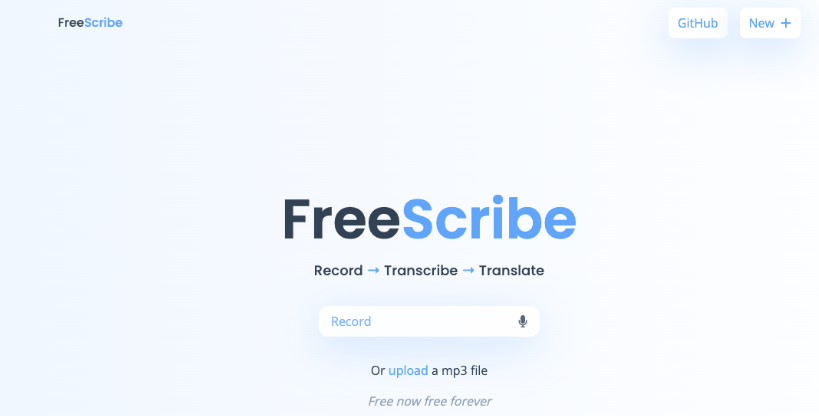 FreeScribe
GitHub
New +
FreeScribe
Record → Transcribe → Translate
Record
Or upload a mp3 file
Free now free forever